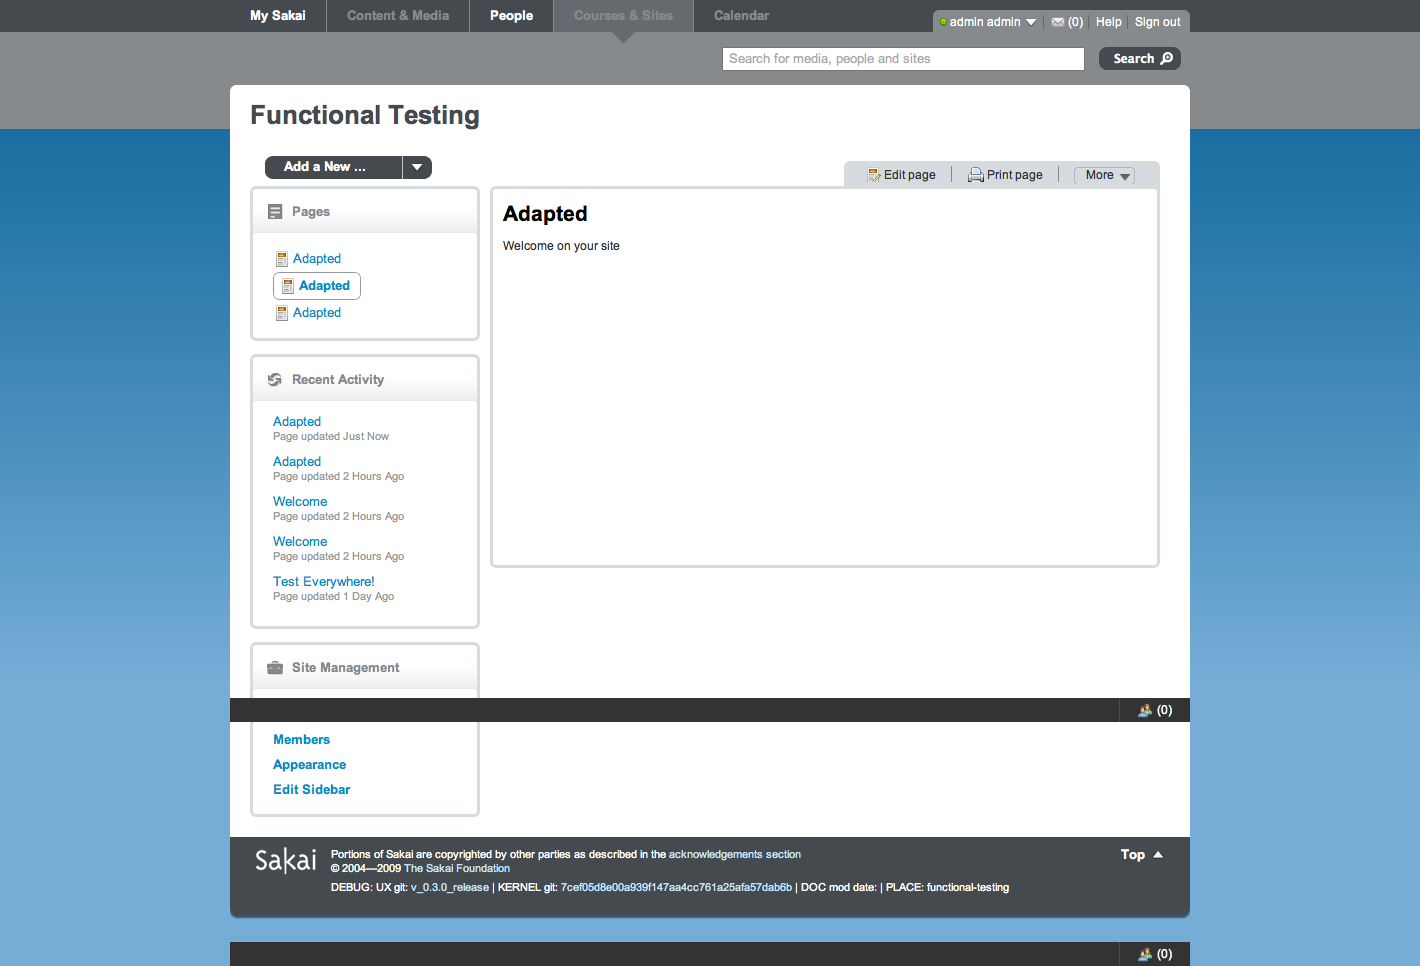 My Sakai Content & Media People Courses & Sites Calendar
admin admin (0) Help Sign out
Search for media, people and sites Search
Functional Testing
Add a New ...
Edit page Print page More
Pages
Adapted
Adapted
Adapted
Adapted
Welcome on your site
Recent Activity
Adapted
Page updated Just Now
Adapted
Page updated 2 Hours Ago
Welcome
Page updated 2 Hours Ago
Welcome
Page updated 2 Hours Ago
Test Everywhere!
Page updated 1 Day Ago
Site Management
(0)
Members
Appearance
Edit Sidebar
Sakai
Portions of Sakai are copyrighted by other parties as described in the acknowledgements section
© 2004—2009 The Sakai Foundation
DEBUG: UX git: v_0.3.0_release | KERNEL git: 7cef05d8e00a939f147aa4cc761a25afa57dab6b | DOC mod date: | PLACE: functional-testing
Top
(0)